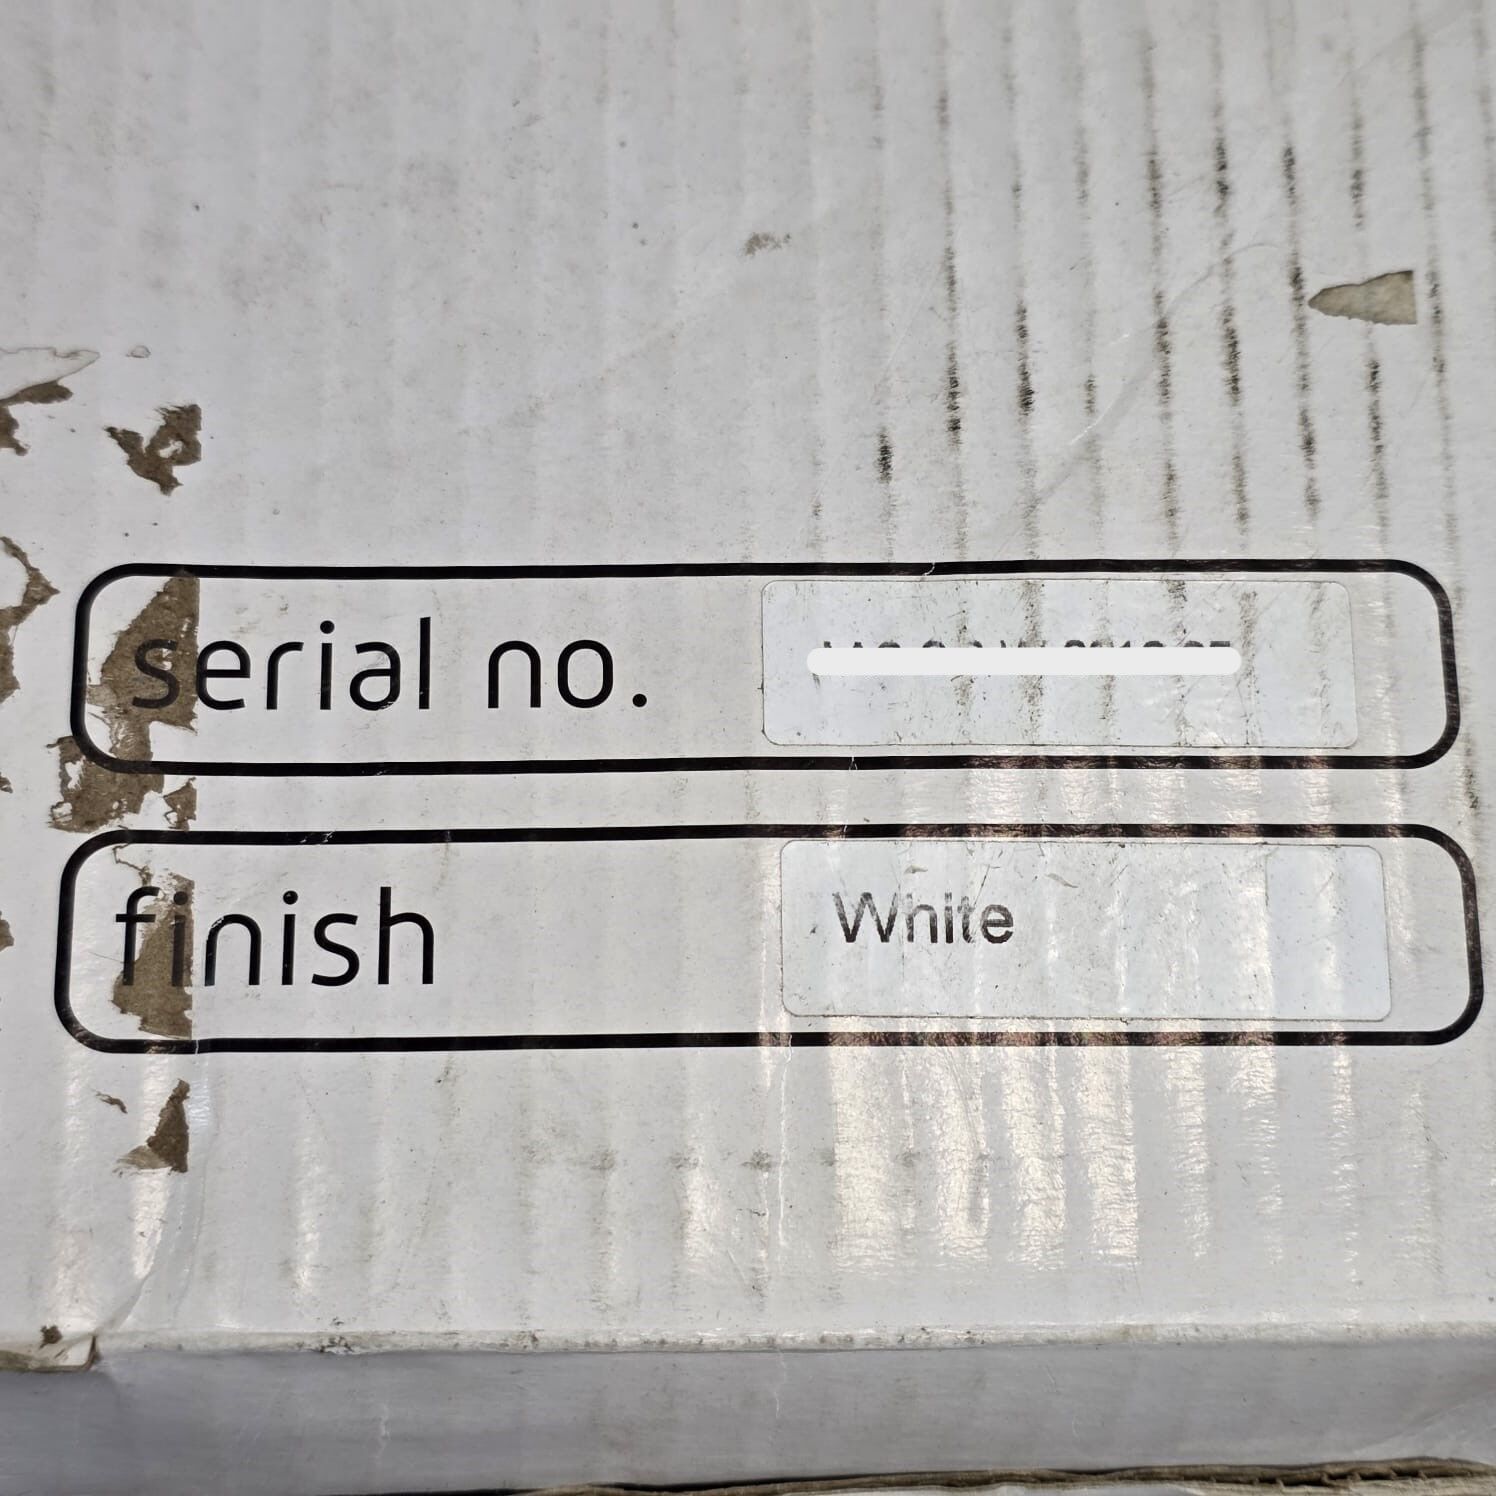 serial no.
finish
White